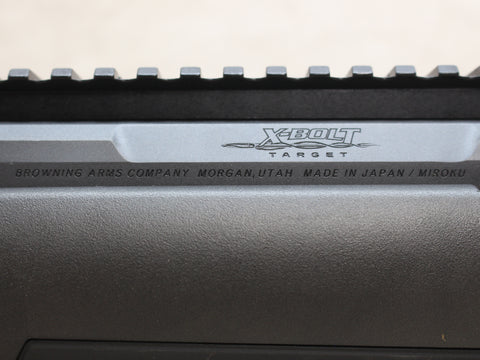 X-BOLT
TARGET
BROWNING ARMS COMPANY MORGAN, UTAH MADE IN JAPAN / MIROKU